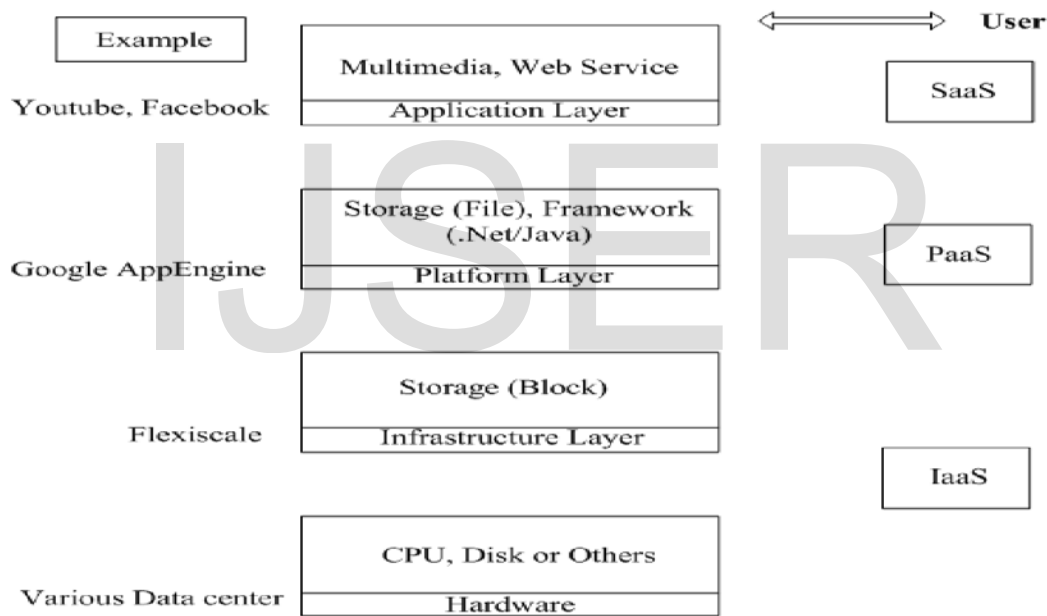 Example
Multimedia, Web Service
User
Youtube, Facebook
Application Layer
SaaS
Storage (File), Framework
(.Net/Java)
Google AppEngine
Platform Layer
PaaS
IJSER
Storage (Block)
Flexiscale
Infrastructure Layer
IaaS
CPU, Disk or Others
Various Data center
Hardware